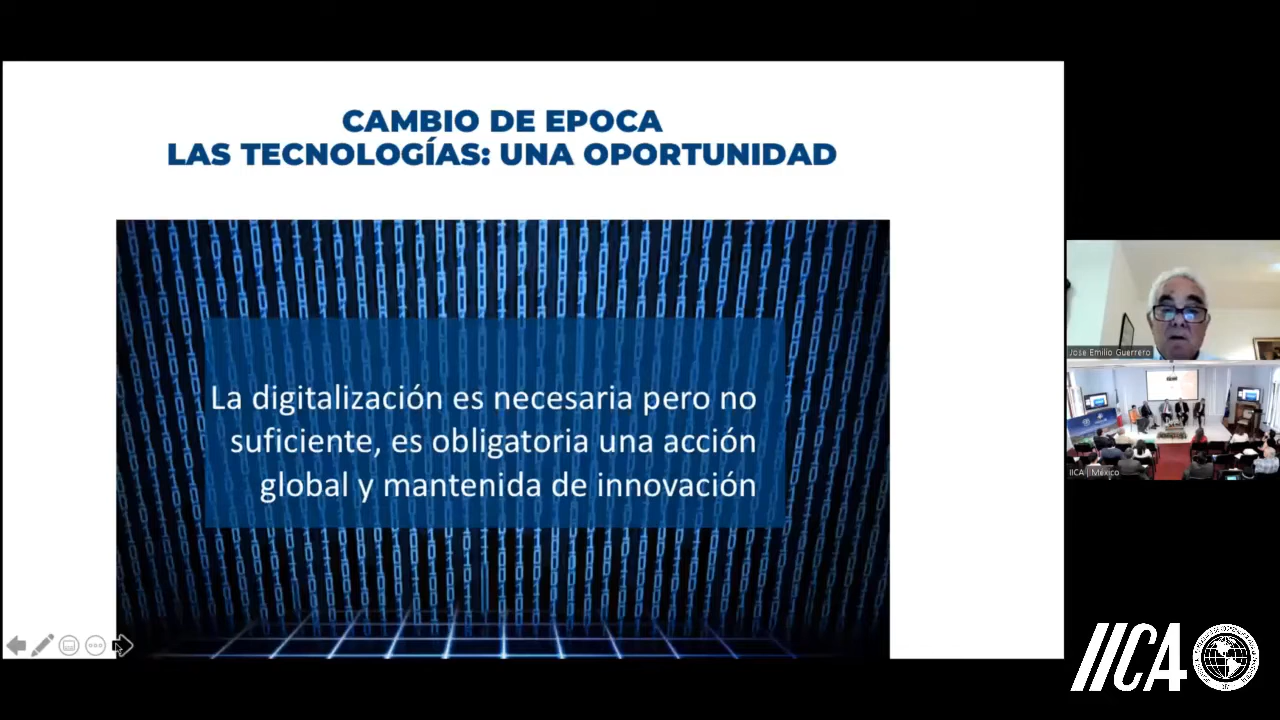 CAMBIO DE EPOCA
LAS TECNOLOGÍAS: UNA OPORTUNIDAD
La digitalización es necesaria pero no
suficiente, es obligatoria una acción
global y mantenida de innovación
Jose Emilio Guerrero
IICA | México
IICA